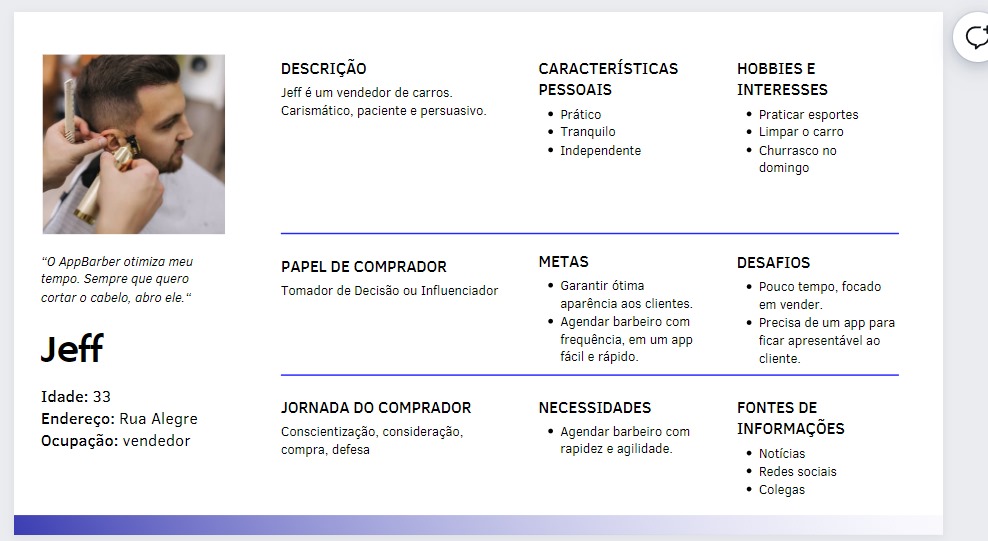 "O AppBarber otimiza meu
tempo. Sempre que quero
cortar o cabelo, abro ele."
Jeff
Idade: 33
Endereço: Rua Alegre
Ocupação: vendedor
DESCRIÇÃO
Jeff é um vendedor de carros.
Carismático, paciente e persuasivo.
CARACTERÍSTICAS
PESSOAIS
• Prático
• Tranquilo
• Independente
HOBBIES E
INTERESSES
• Praticar esportes
• Limpar o carro
• Churrasco no
domingo
PAPEL DE COMPRADOR
Tomador de Decisão ou Influenciador
METAS
• Garantir ótima
aparência aos clientes.
• Agendar barbeiro com
frequência, em um app
fácil e rápido.
DESAFIOS
• Pouco tempo, focado
em vender.
• Precisa de um app para
ficar apresentável ao
cliente.
JORNADA DO COMPRADOR
Conscientização, consideração,
compra, defesa
NECESSIDADES
• Agendar barbeiro com
rapidez e agilidade.
FONTES DE
INFORMAÇÕES
• Notícias
• Redes sociais
• Colegas